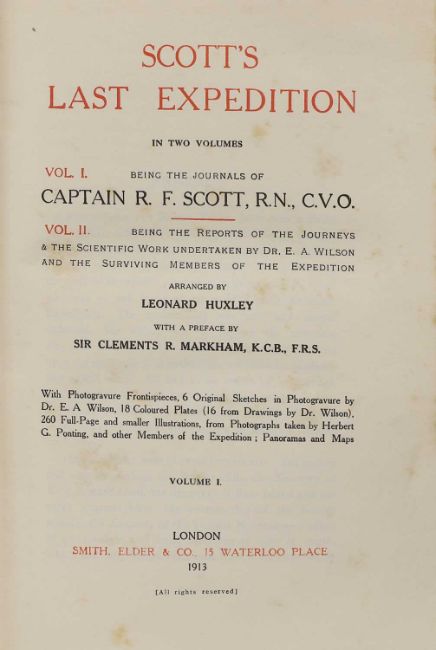 SCOTT'S
LAST EXPEDITION
IN TWO VOLUMES
VOL. I. BEING THE JOURNALS OF
CAPTAIN R. F. SCOTT, R.N., C.V.O.
VOL. II. BEING THE REPORTS OF THE JOURNEYS
& THE SCIENTIFIC WORK UNDERTAKEN BY DR. E. A. WILSON
AND THE SURVIVING MEMBERS OF THE EXPEDITION
ARRANGED BY
LEONARD HUXLEY
WITH A PREFACE BY
SIR CLEMENTS R. MARKHAM, K.C.B., F.R.S.
With Photogravure Frontispieces, 6 Original Sketches in Photogravure by
Dr. E. A Wilson, 18 Coloured Plates (16 from Drawings by Dr. Wilson),
260 Full-Page and smaller Illustrations, from Photographs taken by Herbert
G. Ponting, and other Members of the Expedition; Panoramas and Maps
VOLUME I.
LONDON
SMITH, ELDER & CO., 15 WATERLOO PLACE
1913
[All rights reserved]